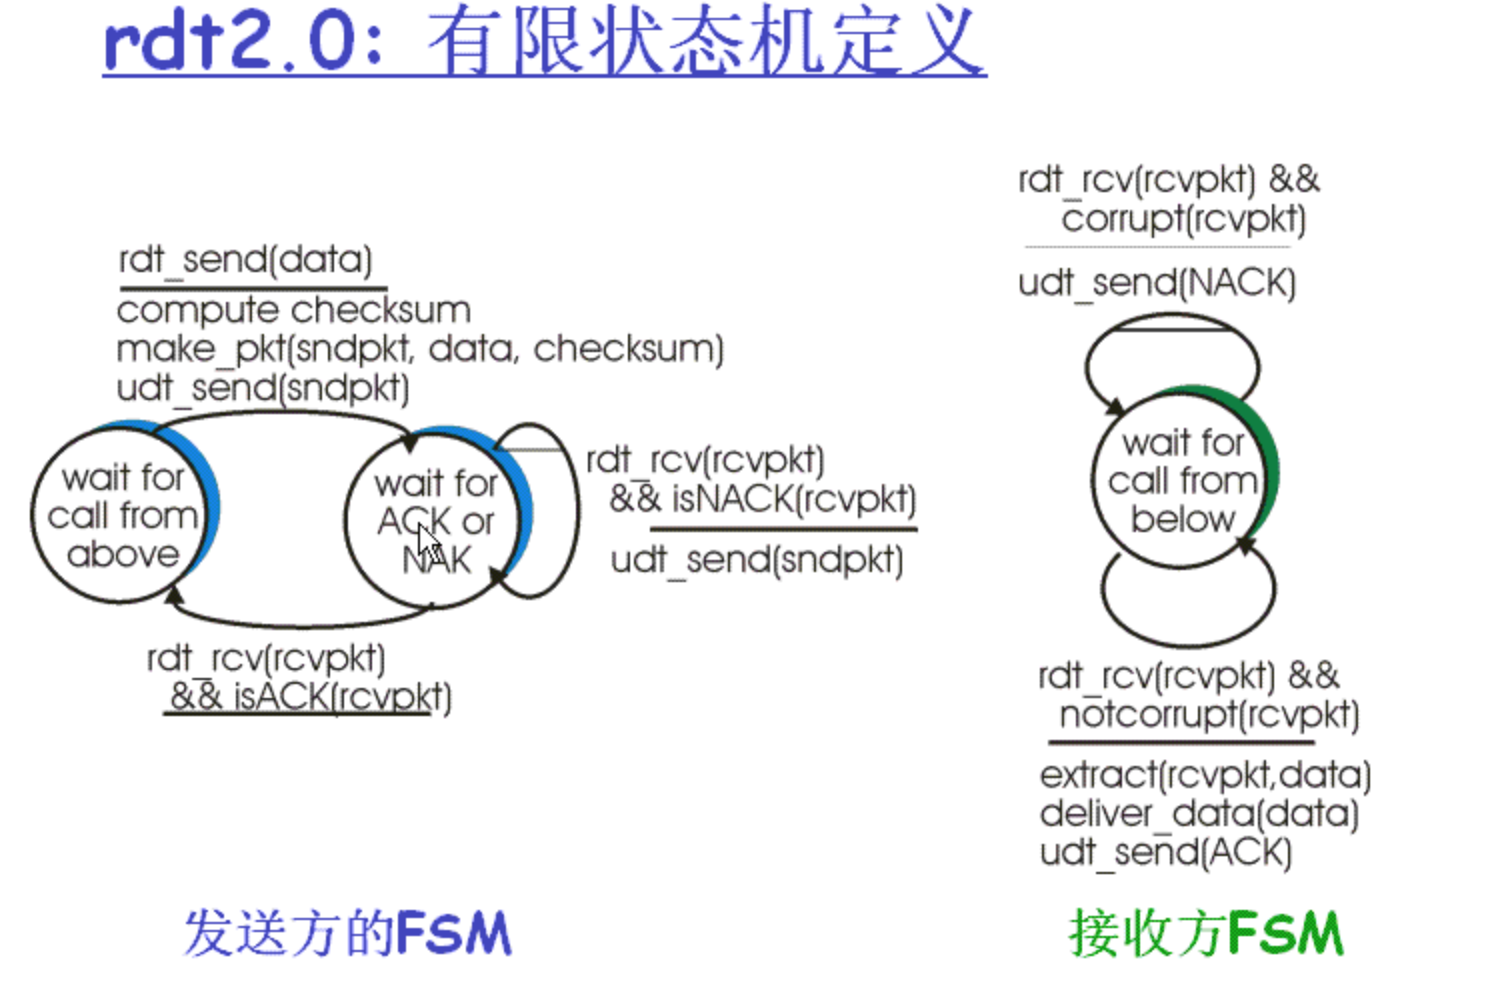 rdt2.0: 有限状态机定义
rdt_send(data)
compute checksum
make_pkt(sndpkt, data, checksum)
udt_send(sndpkt)
wait for
call from
above
wait for
ACK or
NAK
rdt_rcv(rcvpkt)
&& isNACK(rcvpkt)
udt_send(sndpkt)
rdt_rcv(rcvpkt)
&& isACK(rcvpkt)
发送方的FSM
rdt_rcv(rcvpkt) &&
corrupt(rcvpkt)
udt_send(NACK)
wait for
call from
below
rdt_rcv(rcvpkt) &&
notcorrupt(rcvpkt)
extract(rcvpkt,data)
deliver_data(data)
udt_send(ACK)
接收方FSM